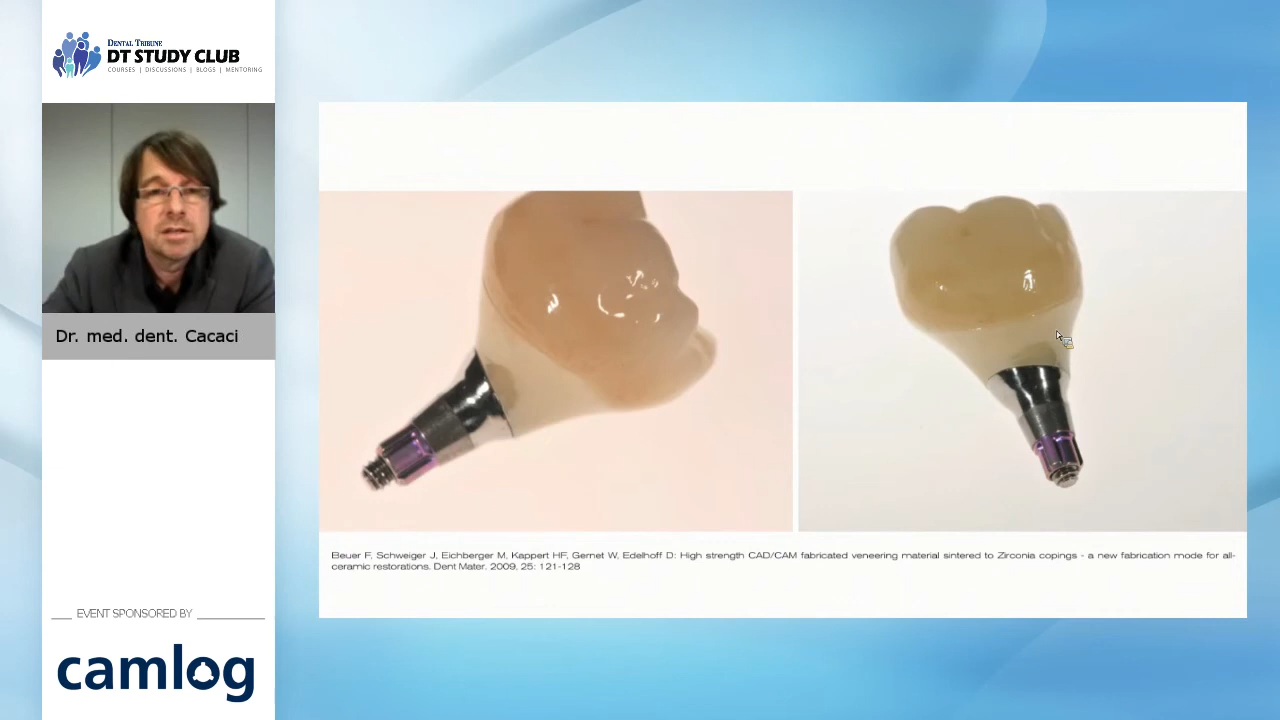 DENTAL TRIBUNE
DT STUDY CLUB
COURSES | DISCUSSIONS | BLOGS | MENTORING
Dr. med. dent. Cacaci
EVENT SPONSORED BY
camlog
Beuer F, Schweiger J, Eichberger M, Kappert HF, Gernet W, Edelhoff D: High strength CAD/CAM fabricated veneering material sintered to Zirconia copings - a new fabrication mode for all-
ceramic restorations. Dent Mater. 2009, 25: 121-128